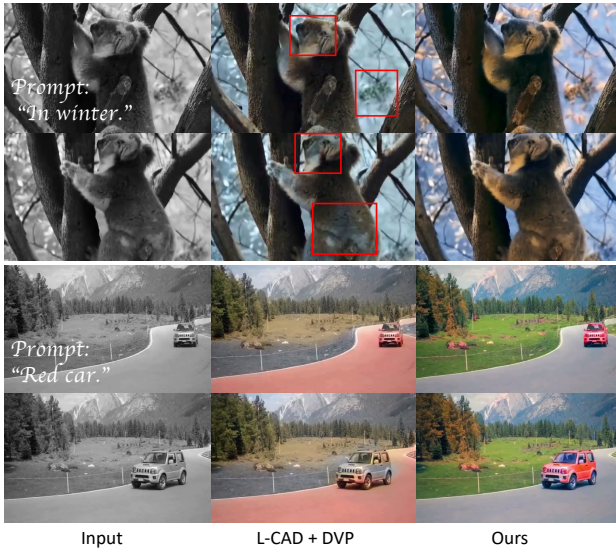 Prompt:
"In winter."
Prompt:
"Red car."
Input
L-CAD + DVP
Ours